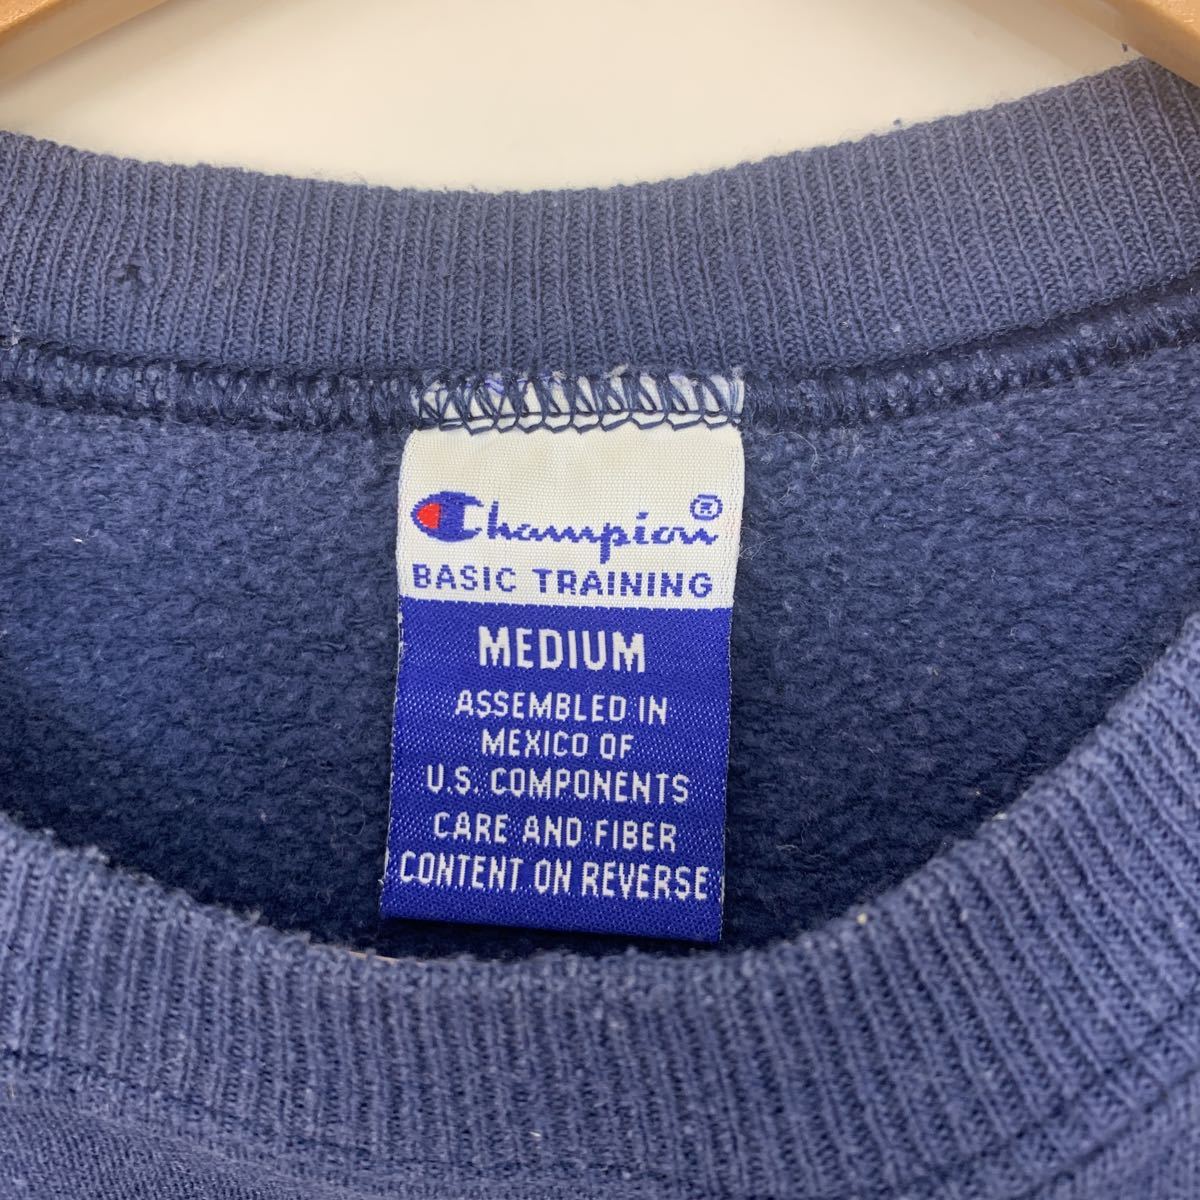 Champion®
BASIC TRAINING
MEDIUM
ASSEMBLED IN
MEXICO OF
U.S. COMPONENTS
CARE AND FIBER
CONTENT ON REVERSE